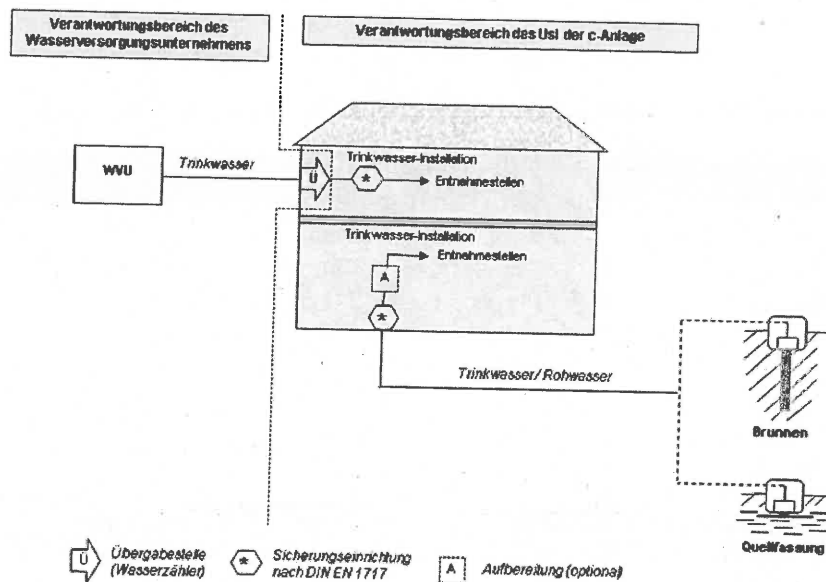 Verantwortungsbereich des
Wasserversorgungsunternehmens
Verantwortungsbereich des UsI der c-Anlage
WVU
Trinkwasser
Trinkwasser-Installation
Ü
*
Entnahmestellen
Trinkwasser-Installation
Entnahmestellen
A
*
Trinkwasser/Rohwasser
Brunnen
Quellfassung
Ü
Übergabestelle
(Wasserzähler)
*
Sicherungseinrichtung
nach DIN EN 1717
A
Aufbereitung (optional)